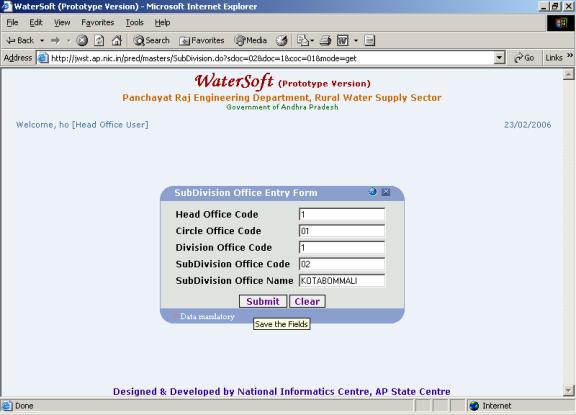 WaterSoft (Prototype Version) - Microsoft Internet Explorer
File Edit View Favorites Tools Help
Back Search Favorites Media
Address http://jwst.ap.nic.in/pred/masters/SubDivision.do?sdoc=02&doc=1&coc=01&mode=get Go Links »
WaterSoft (Prototype Version)
Panchayat Raj Engineering Department, Rural Water Supply Sector
Government of Andhra Pradesh
Welcome, ho [Head Office User] 23/02/2006
SubDivision Office Entry Form
Head Office Code 1
Circle Office Code 01
Division Office Code 1
SubDivision Office Code 02
SubDivision Office Name KOTABOMMALI
Submit Clear
* Data mandatory
Save the Fields
Designed & Developed by National Informatics Centre, AP State Centre
Done Internet